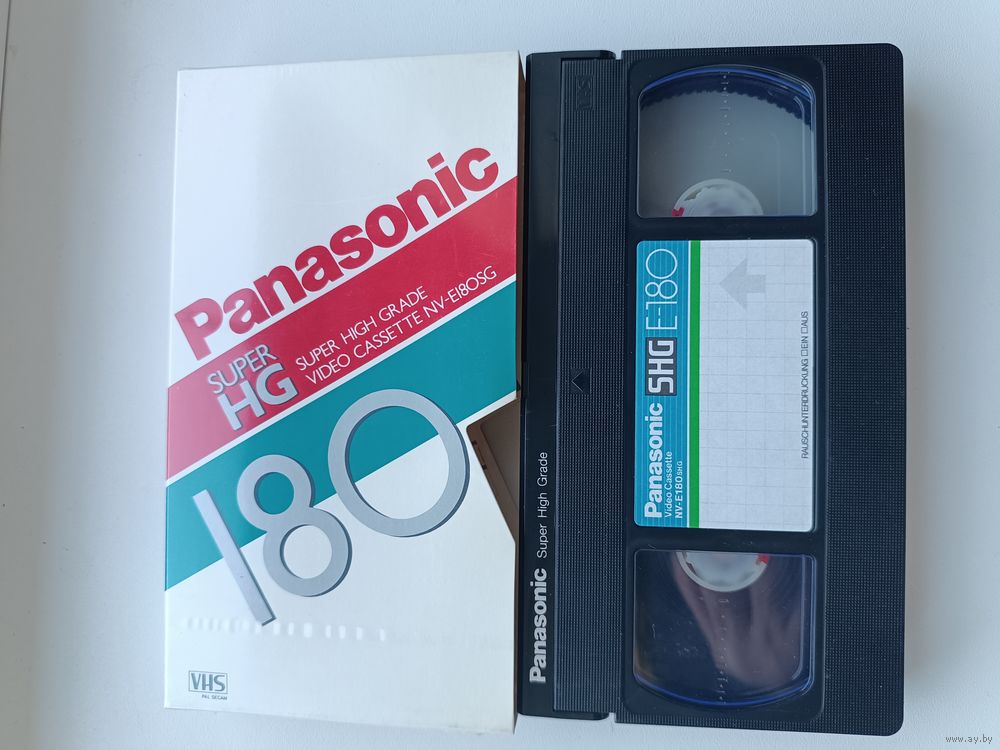 Panasonic
SUPER HG
SUPER HIGH GRADE
VIDEO CASSETTE NV-E180SG
180
VHS
PAL SECAM
VHS
Panasonic Super High Grade
Panasonic SHG E-180
Video Cassette
NV-E180SHG
RAUSCHUNTERDRÜCKUNG □EIN □AUS
www.ay.by